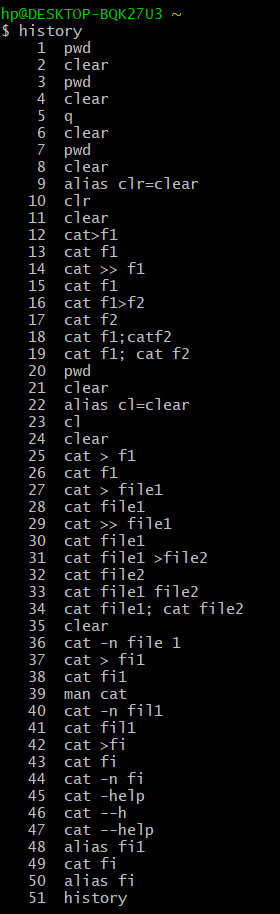 hp@DESKTOP-BQK27U3 ~
$ history
1 pwd
2 clear
3 pwd
4 clear
5 q
6 clear
7 pwd
8 clear
9 alias clr=clear
10 clr
11 clear
12 cat>f1
13 cat f1
14 cat >> f1
15 cat f1
16 cat f1>f2
17 cat f2
18 cat f1;catf2
19 cat f1; cat f2
20 pwd
21 clear
22 alias cl=clear
23 cl
24 clear
25 cat > f1
26 cat f1
27 cat > file1
28 cat file1
29 cat >> file1
30 cat file1
31 cat file1 >file2
32 cat file2
33 cat file1 file2
34 cat file1; cat file2
35 clear
36 cat -n file 1
37 cat > fi1
38 cat fi1
39 man cat
40 cat -n fil1
41 cat fil1
42 cat >fi
43 cat fi
44 cat -n fi
45 cat -help
46 cat --h
47 cat --help
48 alias fi1
49 cat fi
50 alias fi
51 history